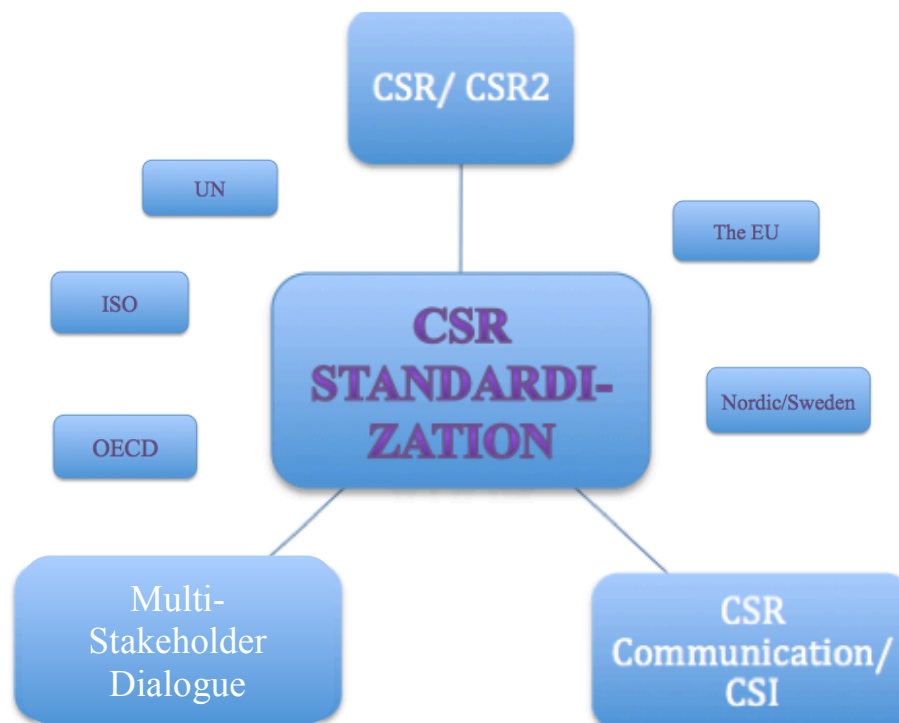 CSR/ CSR2
UN
The EU
ISO
CSR
STANDARDI-
ZATION
Nordic/Sweden
OECD
Multi-
Stakeholder
Dialogue
CSR
Communication/
CSI